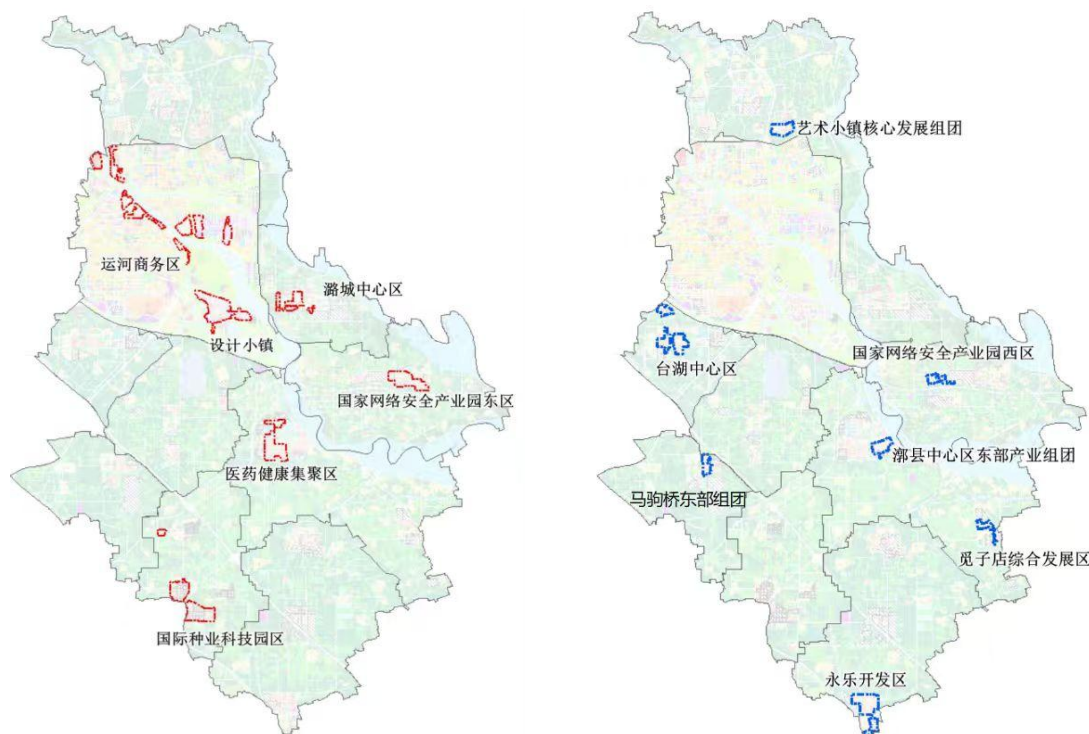 运河商务区
潞城中心区
设计小镇
国家网络安全产业园东区
医药健康集聚区
国际种业科技园区
艺术小镇核心发展组团
台湖中心区
国家网络安全产业园西区
漷县中心区东部产业组团
马驹桥东部组团
觅子店综合发展区
永乐开发区